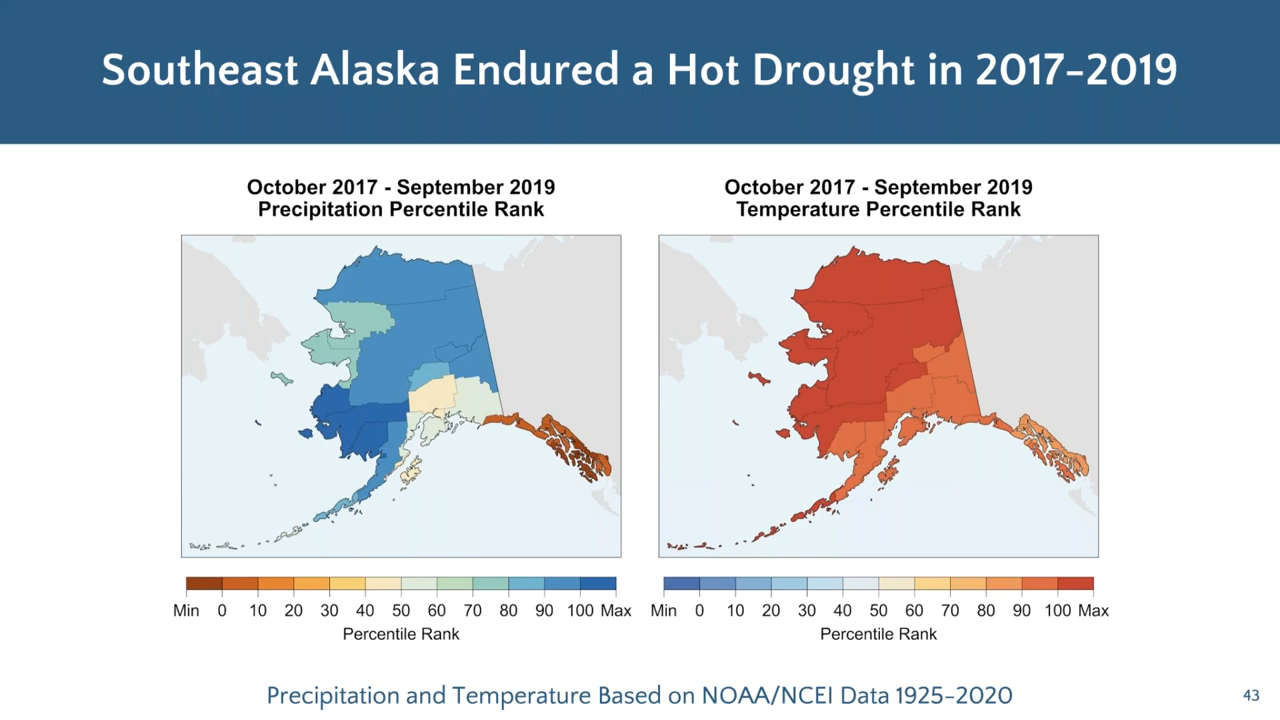 Southeast Alaska Endured a Hot Drought in 2017–2019
October 2017 - September 2019
Precipitation Percentile Rank
October 2017 - September 2019
Temperature Percentile Rank
Min 0 10 20 30 40 50 60 70 80 90 100 Max
Percentile Rank
Min 0 10 20 30 40 50 60 70 80 90 100 Max
Percentile Rank
Precipitation and Temperature Based on NOAA/NCEI Data 1925–2020
43